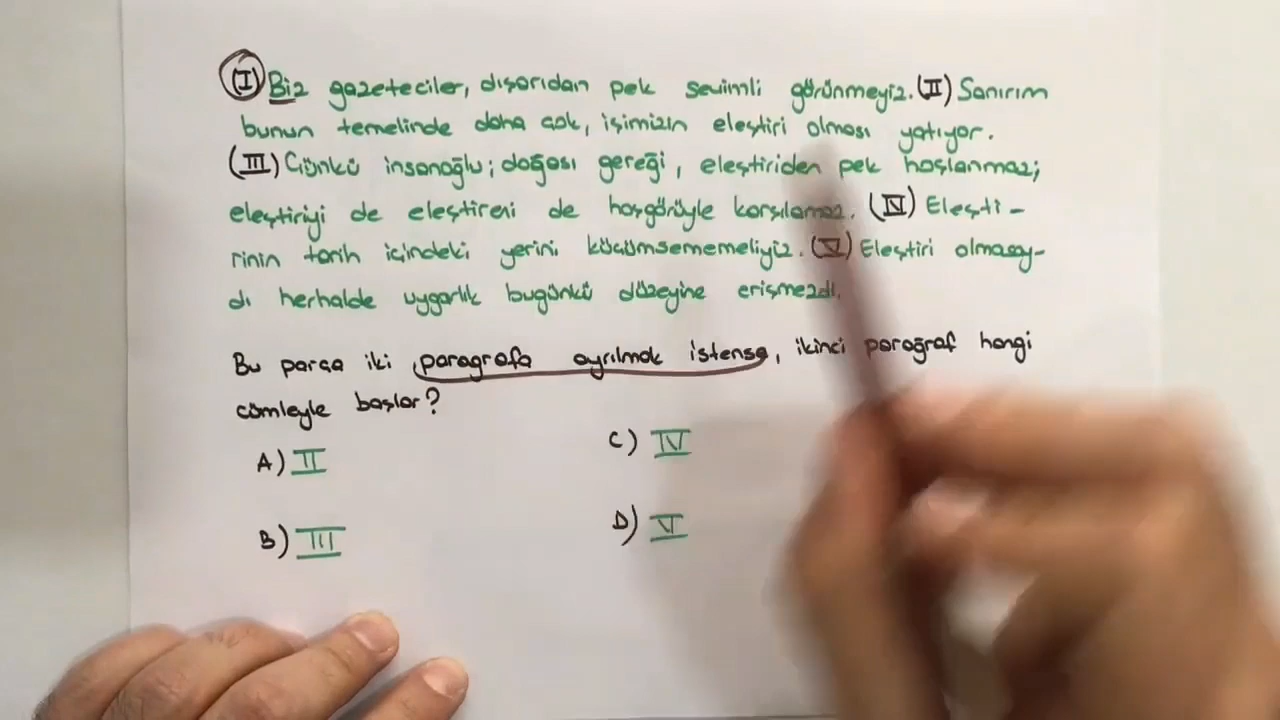 (I) Biz gazeteciler, dışarıdan pek sevimli görünmeyiz. (II) Sanırım
bunun temelinde daha çok, işimizin eleştiri olması yatıyor.
(III) Çünkü insanoğlu; doğası gereği, eleştiriden pek hoşlanmaz;
eleştiriyi de eleştireni de hoşgörüyle karşılamaz. (IV) Eleşti-
rinin tarih içindeki yerini küçümsememeliyiz. (V) Eleştiri olmasay-
dı herhalde uygarlık bugünkü düzeyine erişmezdi.
Bu parça iki paragrafa ayrılmak istense, ikinci paragraf hangi
cümleyle başlar?
A) II
C) IV
B) III
D) V